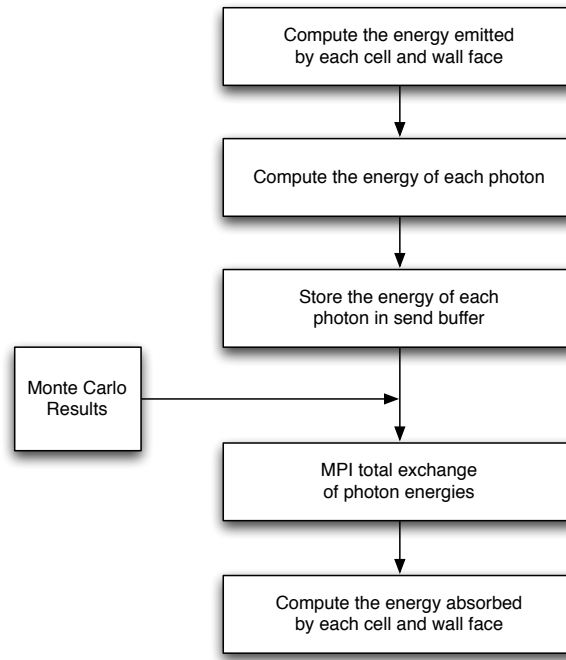 Compute the energy emitted
by each cell and wall face
Compute the energy of each photon
Store the energy of each
photon in send buffer
Monte Carlo
Results
MPI total exchange
of photon energies
Compute the energy absorbed
by each cell and wall face